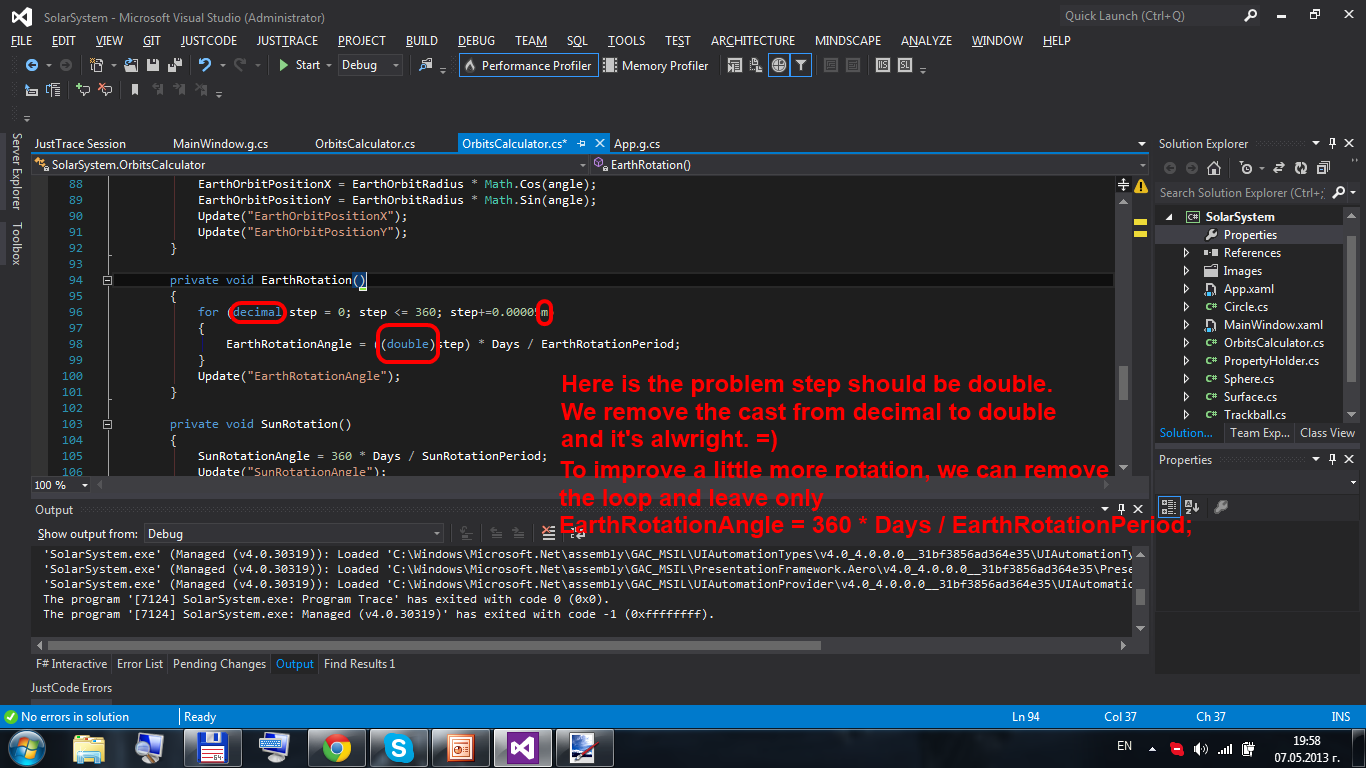 SolarSystem - Microsoft Visual Studio (Administrator)
Quick Launch (Ctrl+Q)
FILE EDIT VIEW GIT JUSTCODE JUSTTRACE PROJECT BUILD DEBUG TEAM SQL TOOLS TEST ARCHITECTURE MINDSCAPE ANALYZE WINDOW HELP
Start Debug Performance Profiler Memory Profiler
Server Explorer
Toolbox
JustTrace Session MainWindow.g.cs OrbitsCalculator.cs OrbitsCalculator.cs* App.g.cs
SolarSystem.OrbitsCalculator EarthRotation()
88 EarthOrbitPositionX = EarthOrbitRadius * Math.Cos(angle);
89 EarthOrbitPositionY = EarthOrbitRadius * Math.Sin(angle);
90 Update("EarthOrbitPositionX");
91 Update("EarthOrbitPositionY");
92 }
93
94 private void EarthRotation()
95 {
96 for (decimal step = 0; step <= 360; step+=0.00005m)
97 {
98 EarthRotationAngle = ((double)step) * Days / EarthRotationPeriod;
99 }
100 Update("EarthRotationAngle");
101 }
102
103 private void SunRotation()
104 {
105 SunRotationAngle = 360 * Days / SunRotationPeriod;
106 Update("SunRotationAngle");
Here is the problem step should be double.
We remove the cast from decimal to double
and it's alwright. =)
To improve a little more rotation, we can remove
the loop and leave only
EarthRotationAngle = 360 * Days / EarthRotationPeriod;
100 %
Output
Show output from: Debug
'SolarSystem.exe' (Managed (v4.0.30319)): Loaded 'C:\Windows\Microsoft.Net\assembly\GAC_MSIL\UIAutomationTypes\v4.0_4.0.0.0__31bf3856ad364e35\UIAutomationTy
'SolarSystem.exe' (Managed (v4.0.30319)): Loaded 'C:\Windows\Microsoft.Net\assembly\GAC_MSIL\PresentationFramework.Aero\v4.0_4.0.0.0__31bf3856ad364e35\Prese
'SolarSystem.exe' (Managed (v4.0.30319)): Loaded 'C:\Windows\Microsoft.Net\assembly\GAC_MSIL\UIAutomationProvider\v4.0_4.0.0.0__31bf3856ad364e35\UIAutomat
The program '[7124] SolarSystem.exe: Program Trace' has exited with code 0 (0x0).
The program '[7124] SolarSystem.exe: Managed (v4.0.30319)' has exited with code -1 (0xffffffff).
F# Interactive Error List Pending Changes Output Find Results 1
JustCode Errors
Solution Explorer
Search Solution Explorer (Ctrl+;
SolarSystem
Properties
References
Images
App.xaml
Circle.cs
MainWindow.xaml
OrbitsCalculator.cs
PropertyHolder.cs
Sphere.cs
Surface.cs
Trackball.cs
Solution... Team Exp... Class View
Properties
No errors in solution Ready Ln 94 Col 37 Ch 37 INS
EN
19:58
07.05.2013 г.